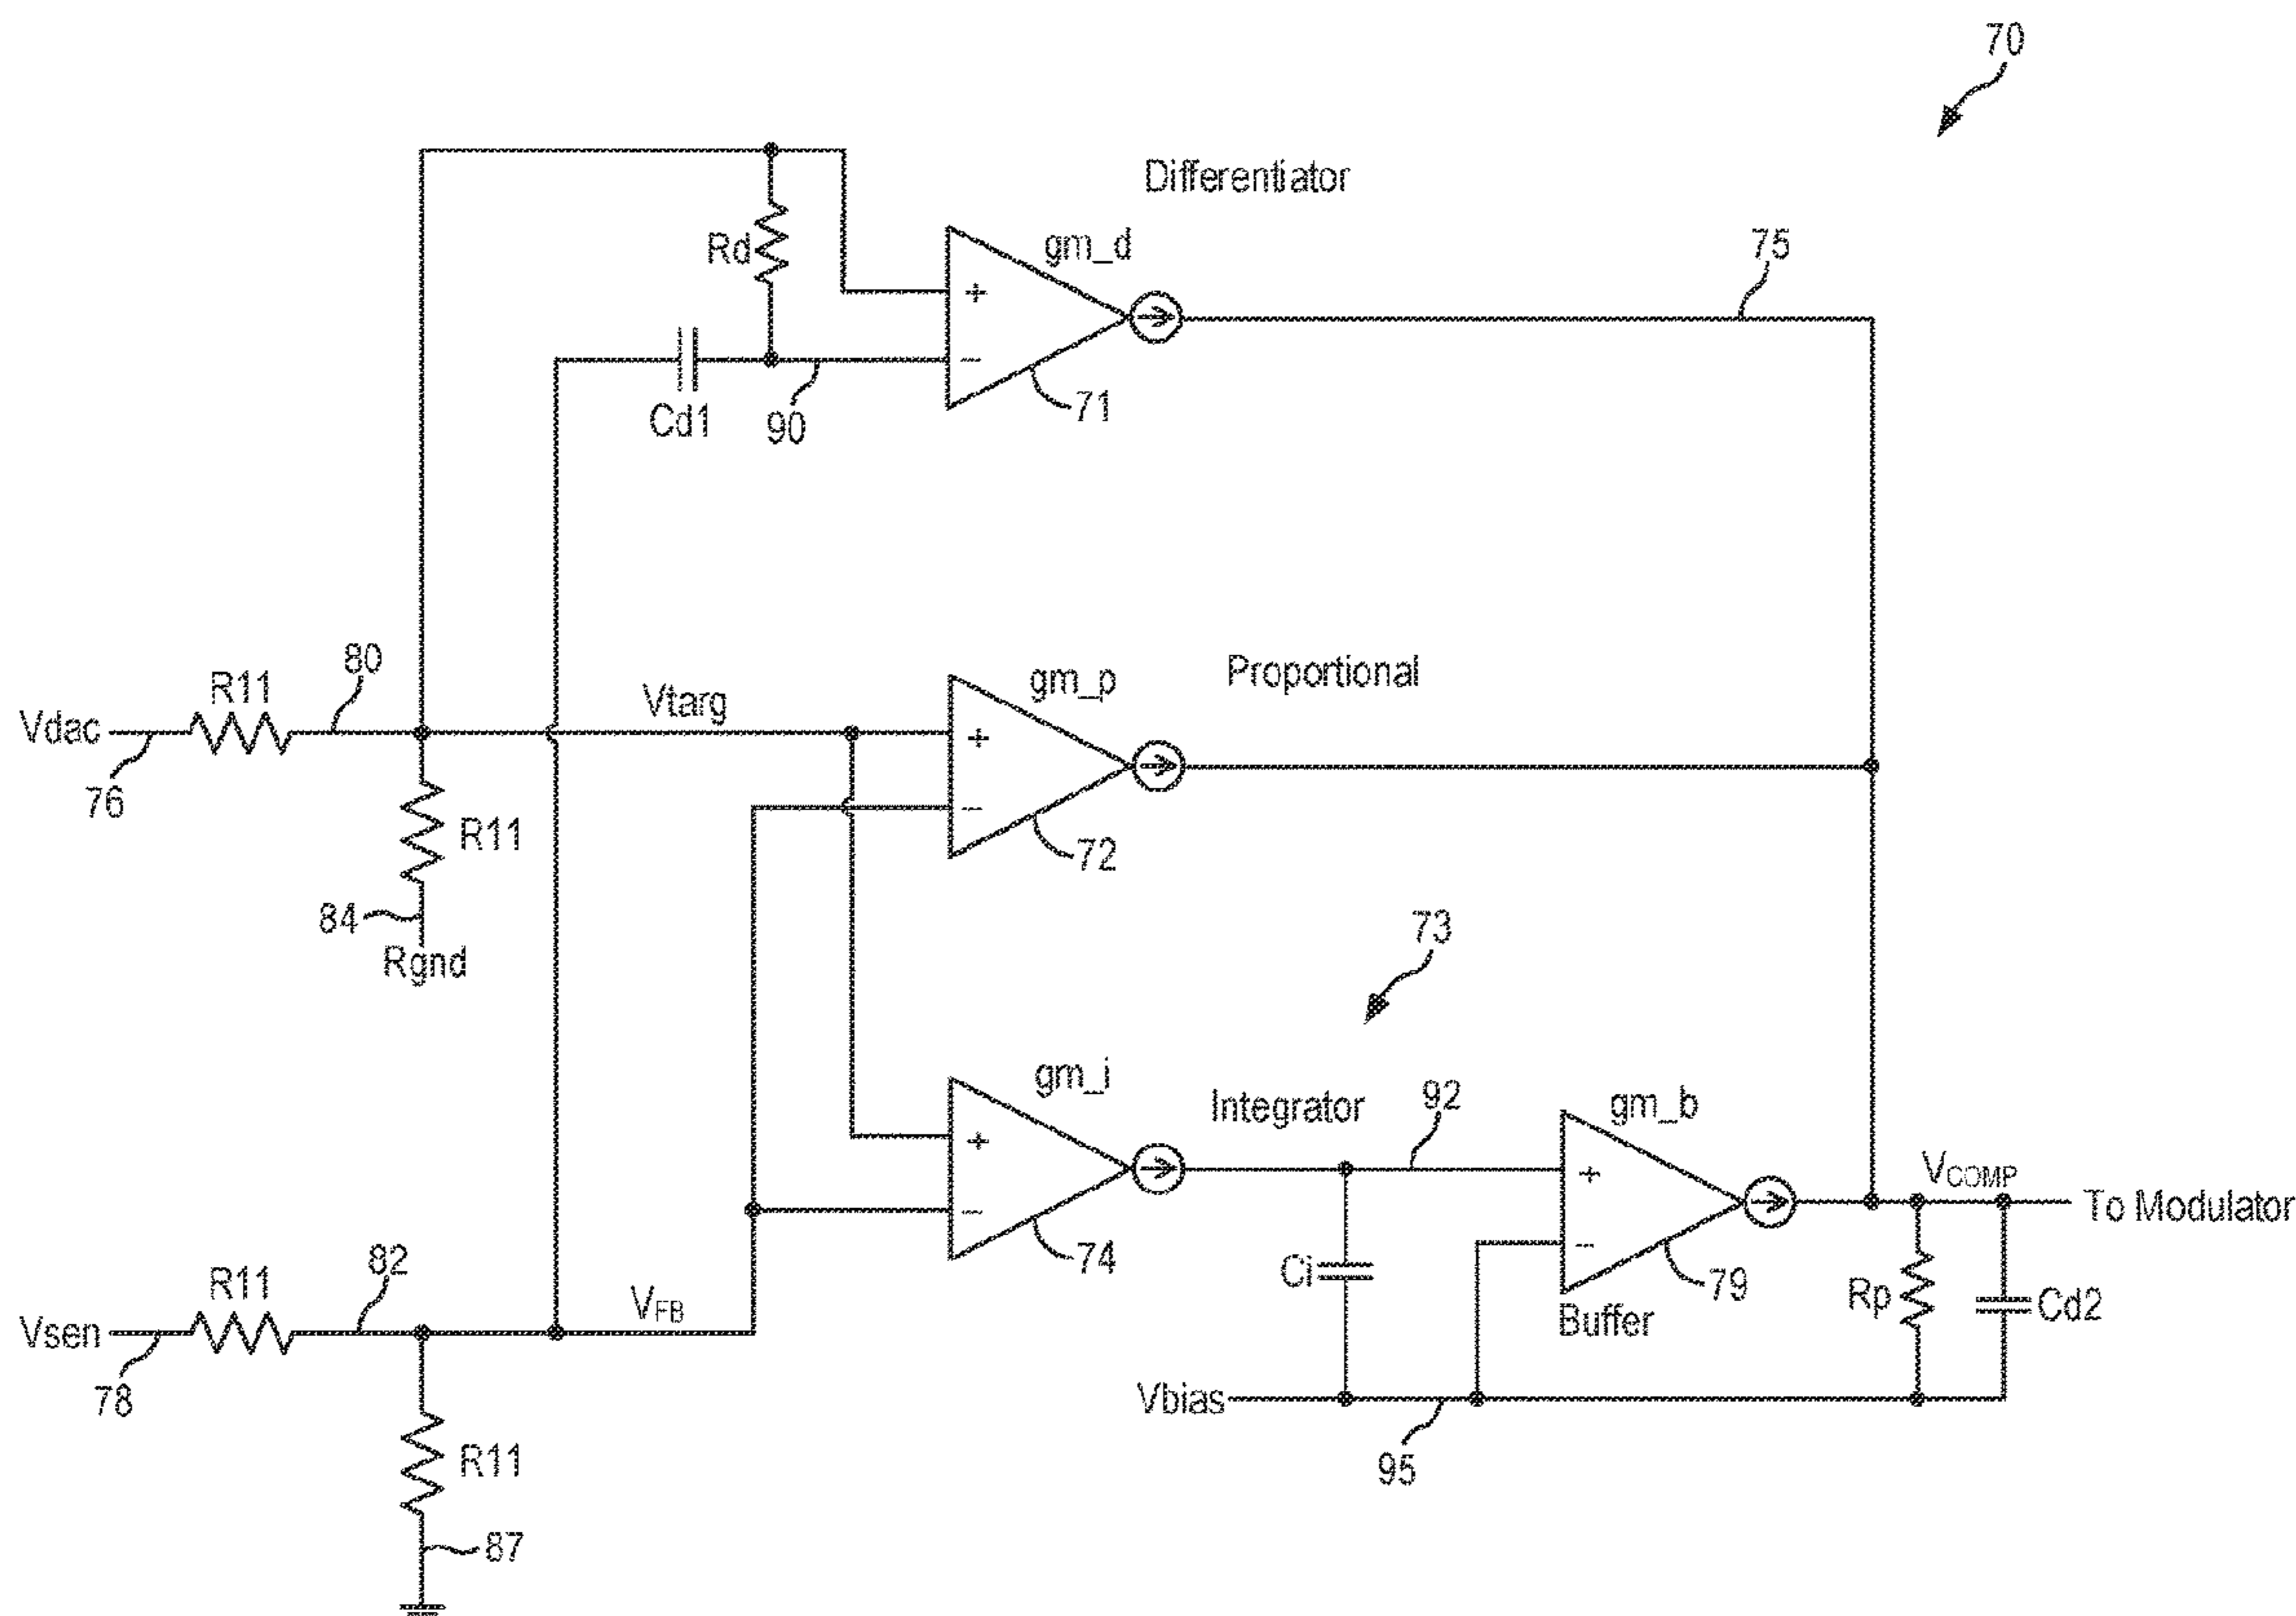 70
Differentiator
gm_d
75
Rd
+
−
Cd1
90
71
Vdac
76
R11
80
Vtarg
gm_p
Proportional
+
−
72
R11
84
Rgnd
73
gm_i
Integrator
92
gm_b
+
−
74
Ci
+
−
79
Buffer
VCOMP
To Modulator
Rp
Cd2
Vsen
78
R11
82
VFB
Vbias
95
R11
87